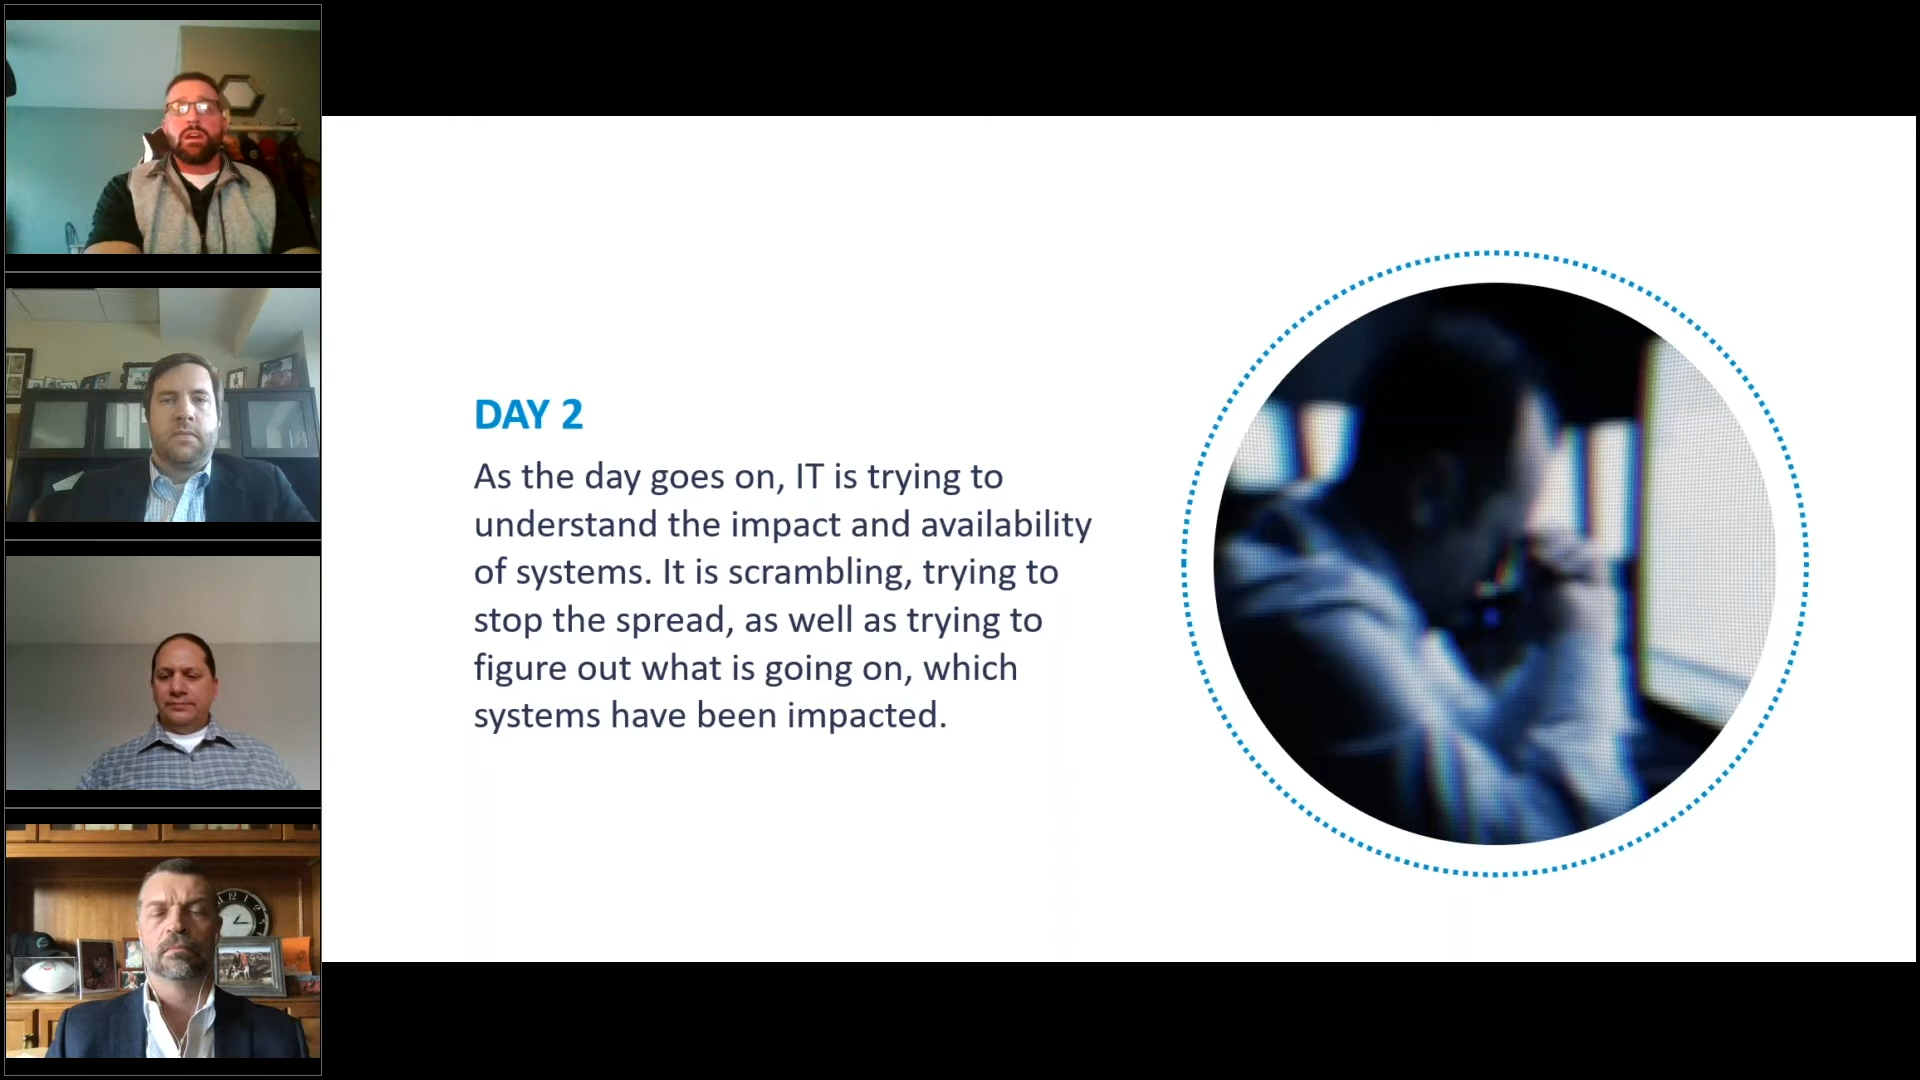 DAY 2
As the day goes on, IT is trying to
understand the impact and availability
of systems. It is scrambling, trying to
stop the spread, as well as trying to
figure out what is going on, which
systems have been impacted.